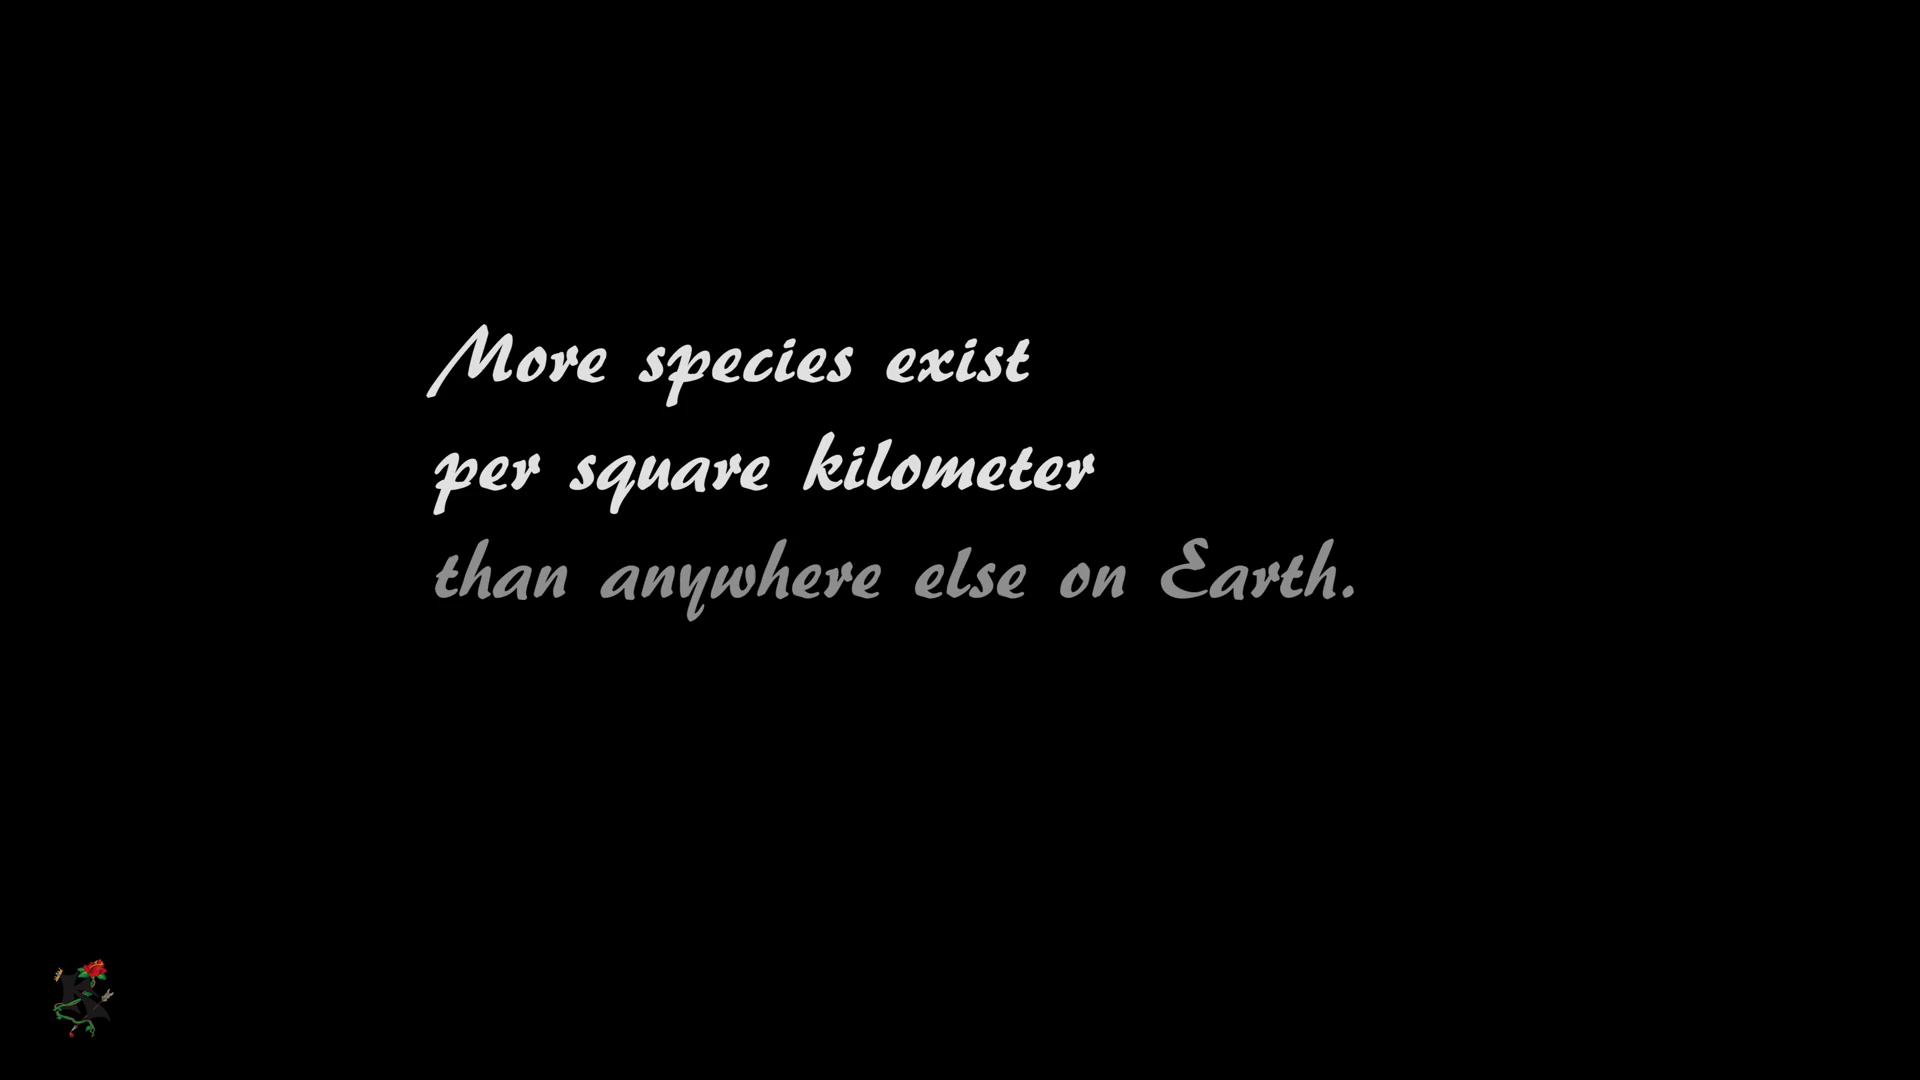 More species exist
per square kilometer
than anywhere else on Earth.